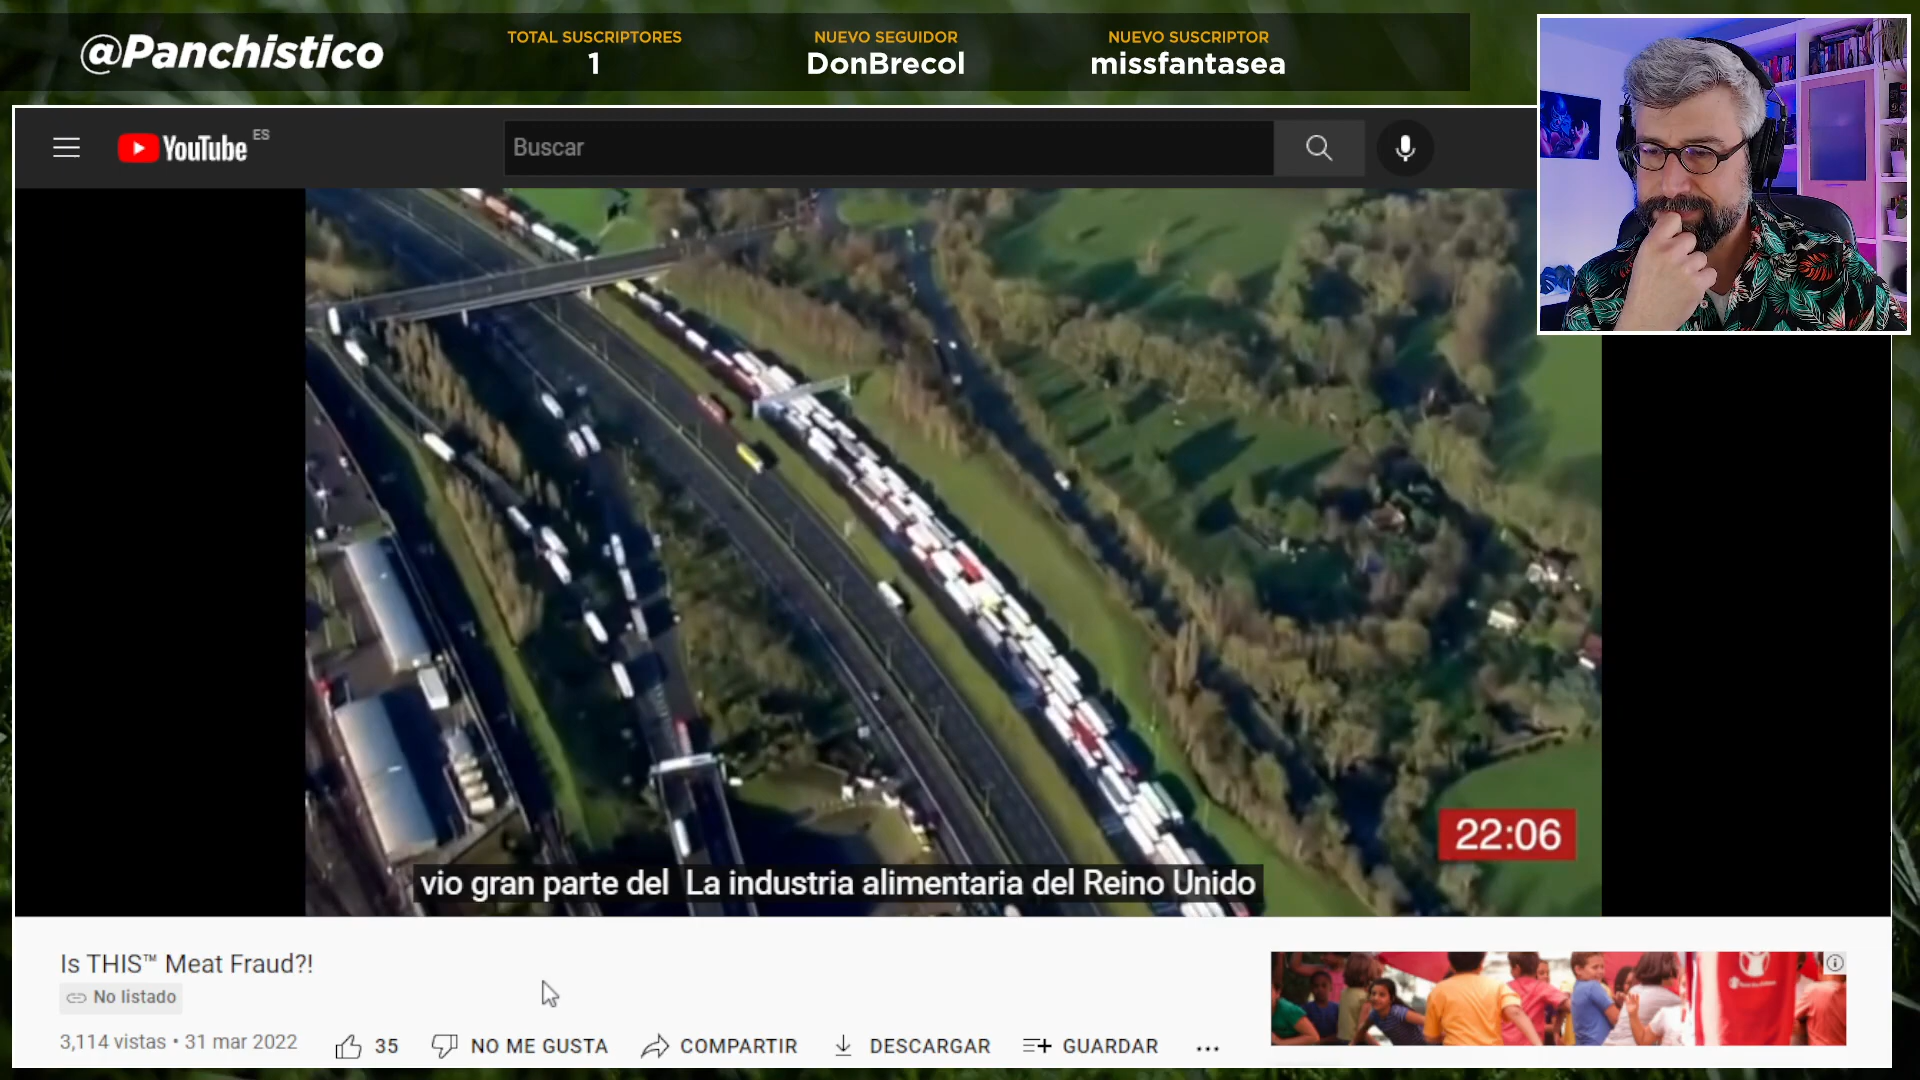 @Panchistico
TOTAL SUSCRIPTORES
1
NUEVO SEGUIDOR
DonBrecol
NUEVO SUSCRIPTOR
missfantasea
YouTube ES
Buscar
22:06
vio gran parte del La industria alimentaria del Reino Unido
Is THIS™ Meat Fraud?!
No listado
3,114 vistas • 31 mar 2022
35
NO ME GUSTA
COMPARTIR
DESCARGAR
GUARDAR